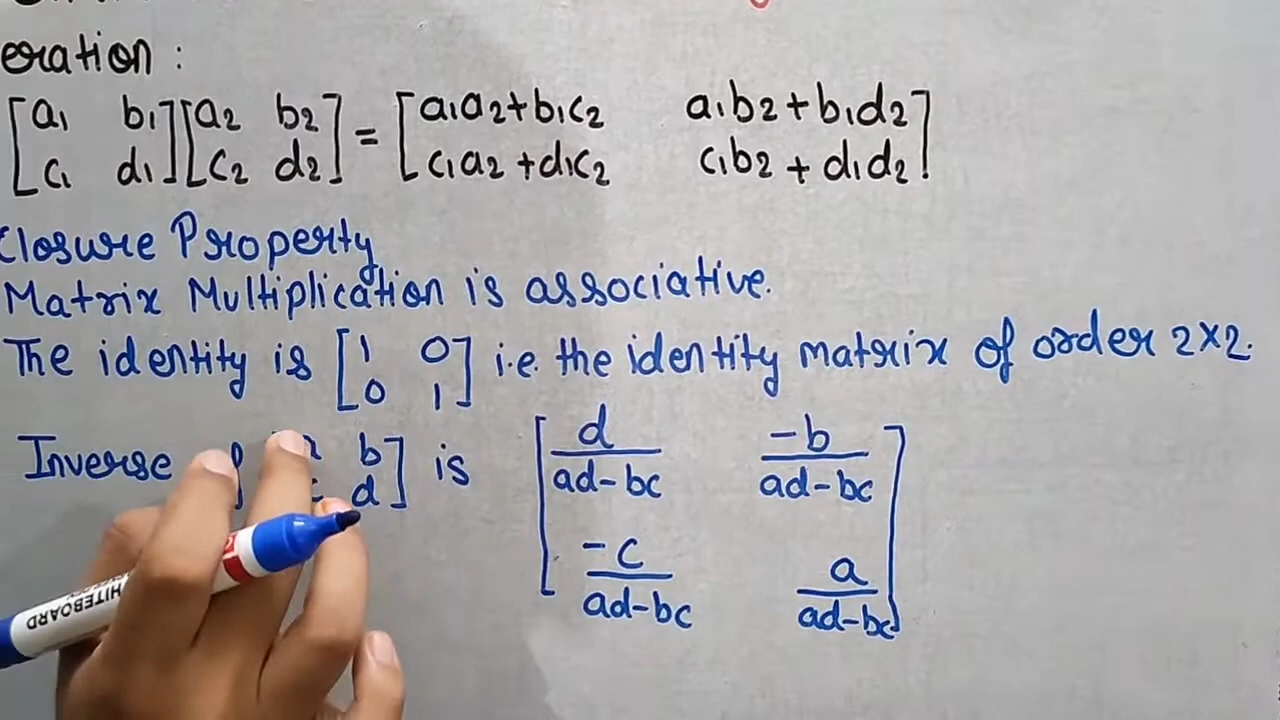 eration :
[a₁ b₁ c₁ d₁][a₂ b₂ c₂ d₂] = [a₁a₂+b₁c₂ a₁b₂+b₁d₂ c₁a₂+d₁c₂ c₁b₂+d₁d₂]
Closure Property
Matrix Multiplication is associative.
The identity is [1 0 0 1] i.e. the identity matrix of order 2×2.
Inverse b c d] is [d/ad-bc -b/ad-bc -c/ad-bc a/ad-bc]
HITEBOARD